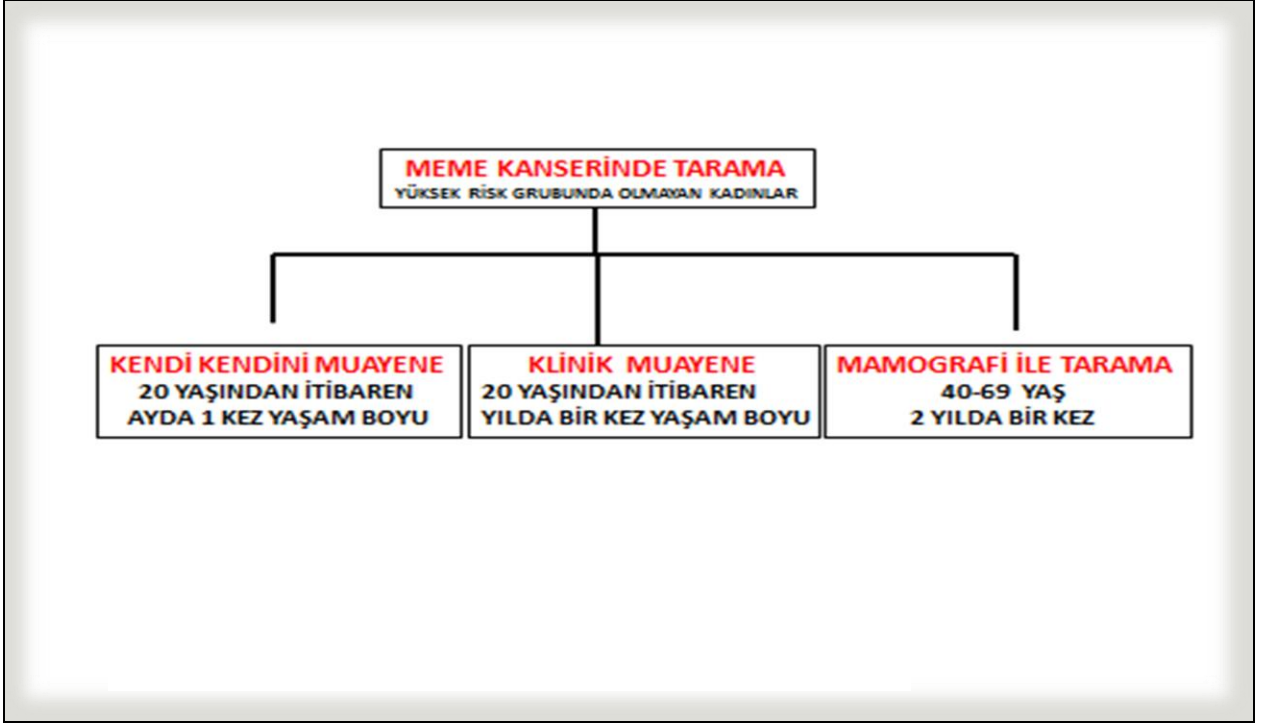 MEME KANSERİNDE TARAMA
YÜKSEK RİSK GRUBUNDA OLMAYAN KADINLAR
KENDİ KENDİNİ MUAYENE
20 YAŞINDAN İTİBAREN
AYDA 1 KEZ YAŞAM BOYU
KLİNİK MUAYENE
20 YAŞINDAN İTİBAREN
YILDA BİR KEZ YAŞAM BOYU
MAMOGRAFİ İLE TARAMA
40-69 YAŞ
2 YILDA BİR KEZ